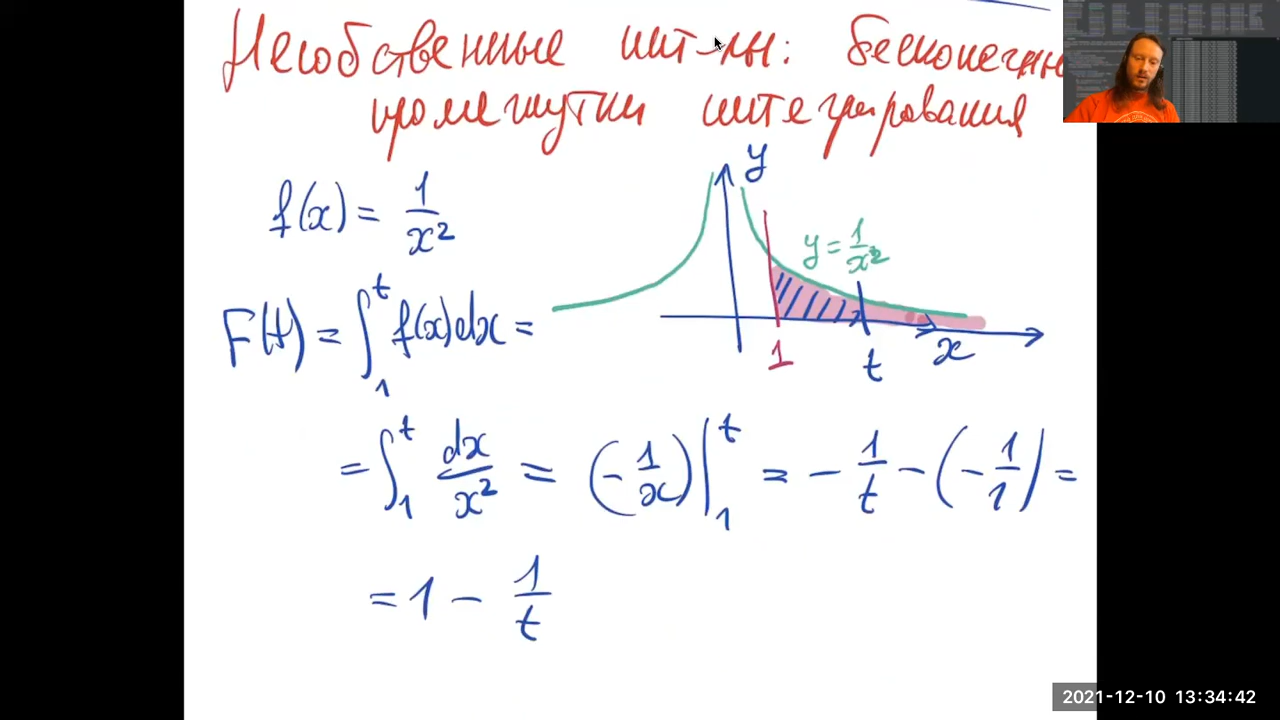 Несобственные инт-лы: бесконечн
промежутки интегрирования
f(x) = 1/x²
y
y = 1/x²
F(t) = ∫₁ᵗ f(x)dx =
1 t x
= ∫₁ᵗ dx/x² = (-1/x)|₁ᵗ = -1/t - (-1/1) =
= 1 - 1/t
2021-12-10 13:34:42